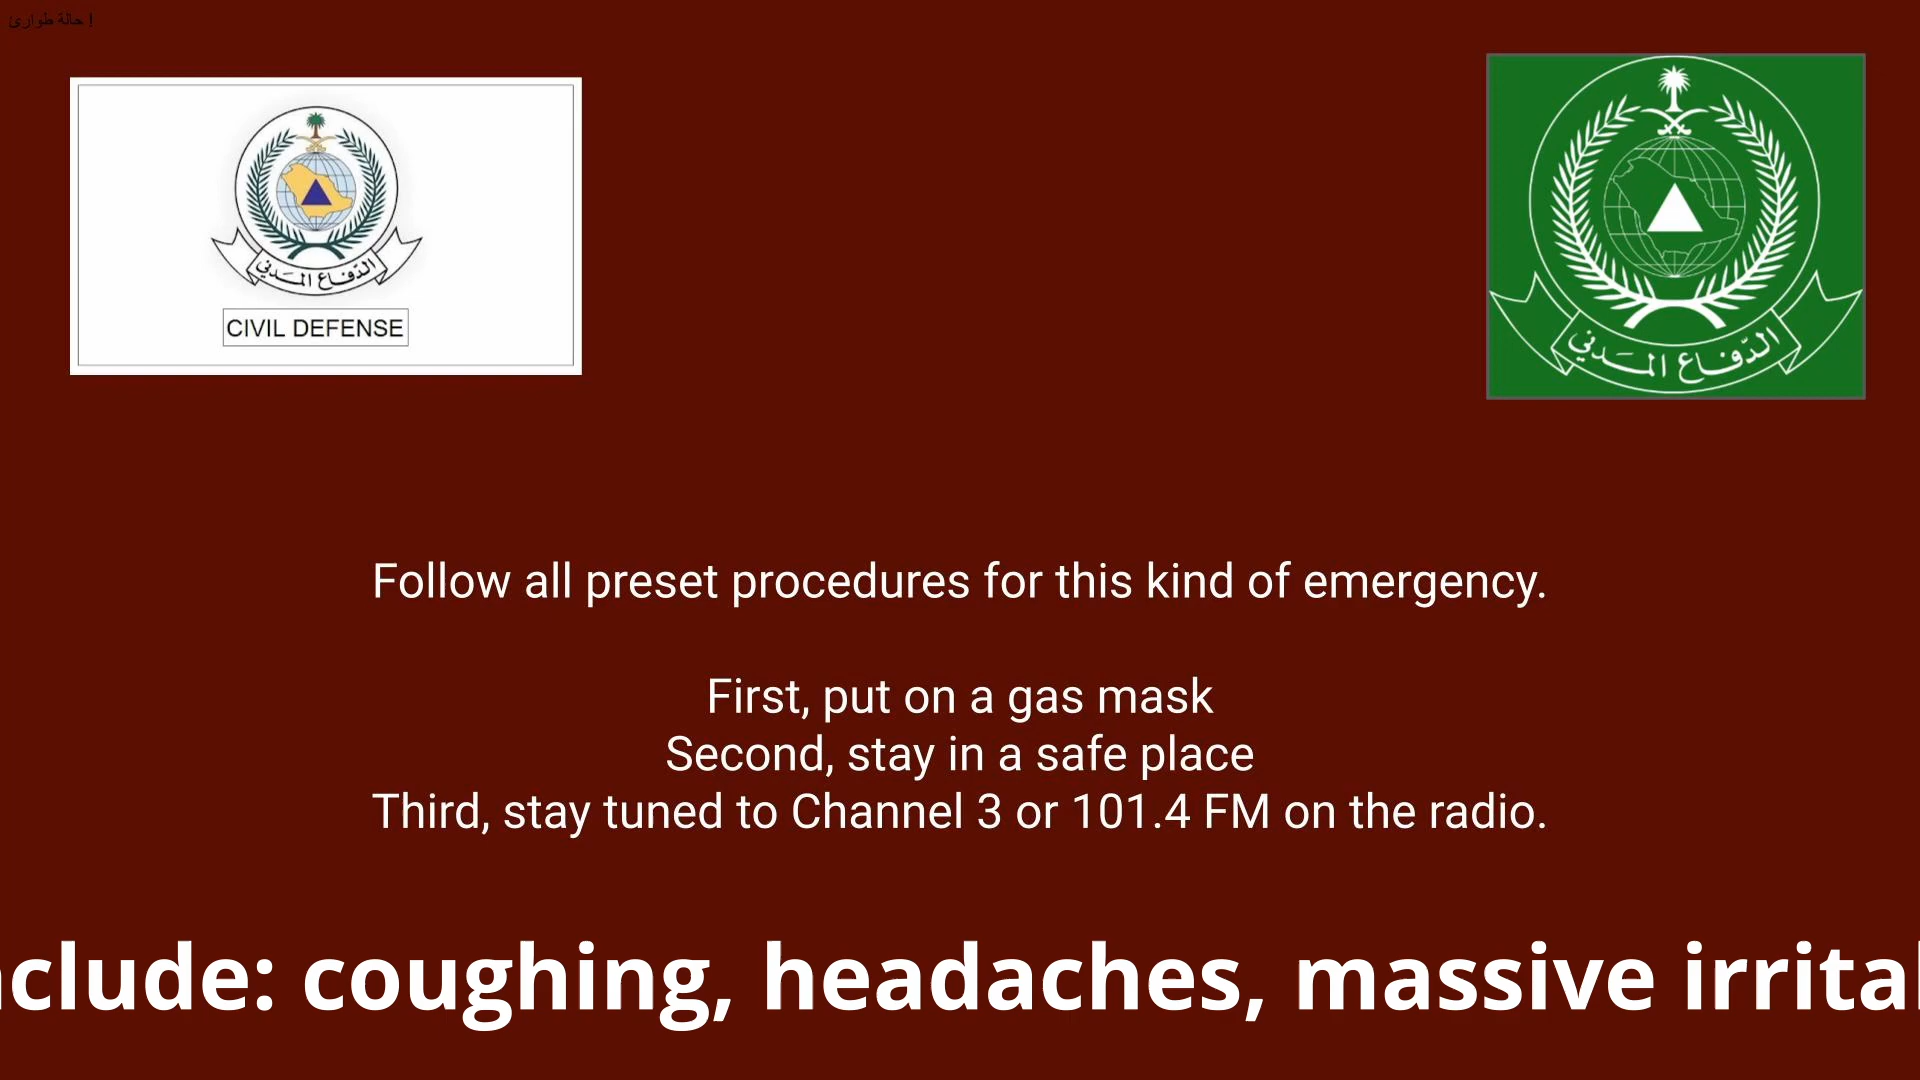 حالة طوارئ !
الدفاع المدني
CIVIL DEFENSE
الدفاع المدني
Follow all preset procedures for this kind of emergency.
First, put on a gas mask
Second, stay in a safe place
Third, stay tuned to Channel 3 or 101.4 FM on the radio.
nclude: coughing, headaches, massive irrita